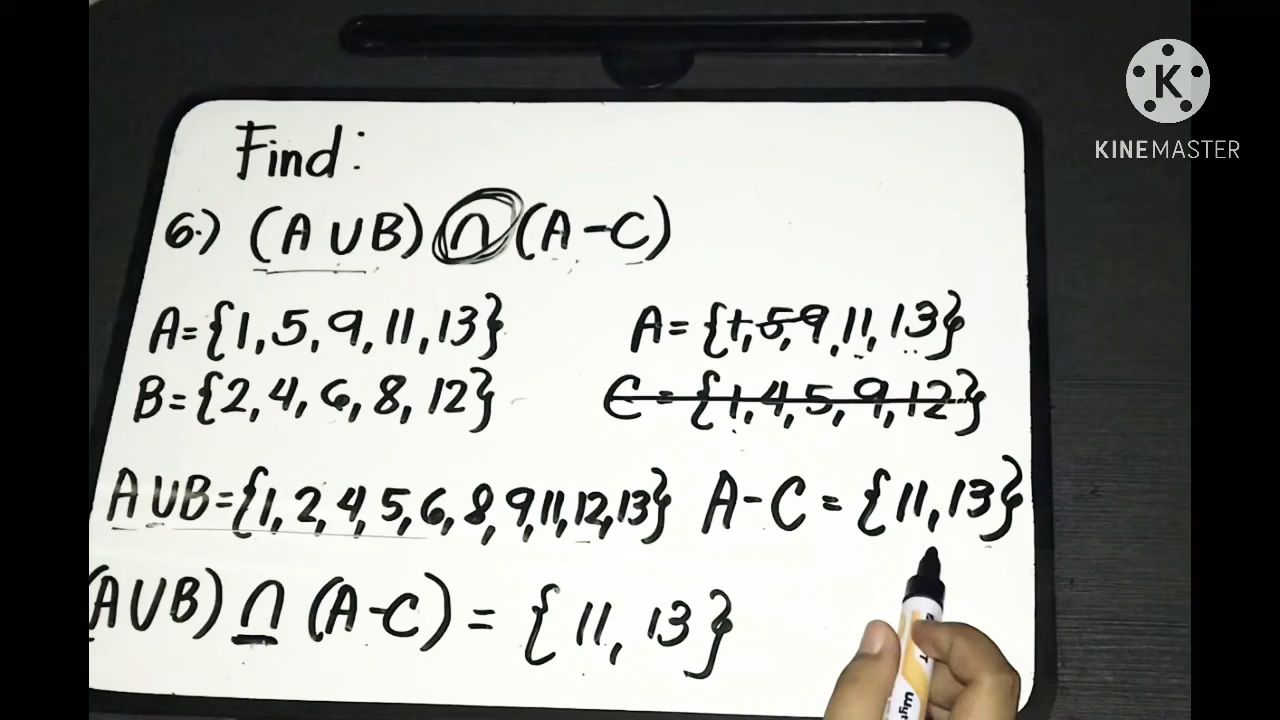 Find:
6.) (A ∪ B) ∩ (A - C)
A = {1, 5, 9, 11, 13}
A = {1, 5, 9, 11, 13}
B = {2, 4, 6, 8, 12}
C = {1, 4, 5, 9, 12}
A ∪ B = {1, 2, 4, 5, 6, 8, 9, 11, 12, 13}
A - C = {11, 13}
(A ∪ B) ∩ (A - C) = {11, 13}
K
KINEMASTER